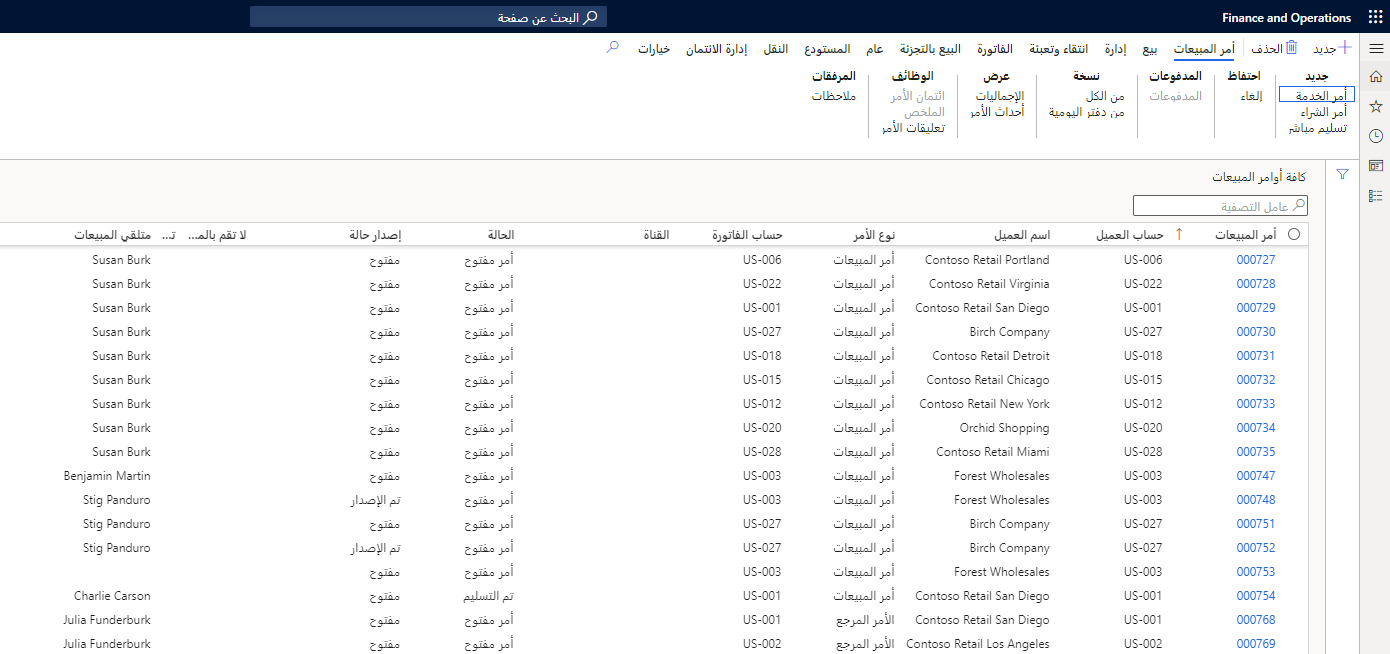 Finance and Operations
البحث عن صفحة
جديد الحذف أمر المبيعات بيع إدارة انتقاء وتعبئة الفاتورة البيع بالتجزئة عام المستودع النقل إدارة الائتمان خيارات
جديد احتفاظ المدفوعات نسخة عرض الوظائف المرفقات
أمر الخدمة إلغاء المدفوعات من الكل الإجماليات ائتمان الأمر ملاحظات
أمر الشراء من دفتر اليومية أحداث الأمر الملخص
تسليم مباشر تعليقات الأمر
كافة أوامر المبيعات
عامل التصفية
أمر المبيعات حساب العميل اسم العميل نوع الأمر حساب الفاتورة القناة الحالة إصدار حالة لا تقم بالمـ... تـ... متلقي المبيعات
000727 US-006 Contoso Retail Portland أمر المبيعات US-006 أمر مفتوح مفتوح Susan Burk
000728 US-022 Contoso Retail Virginia أمر المبيعات US-022 أمر مفتوح مفتوح Susan Burk
000729 US-001 Contoso Retail San Diego أمر المبيعات US-001 أمر مفتوح مفتوح Susan Burk
000730 US-027 Birch Company أمر المبيعات US-027 أمر مفتوح مفتوح Susan Burk
000731 US-018 Contoso Retail Detroit أمر المبيعات US-018 أمر مفتوح مفتوح Susan Burk
000732 US-015 Contoso Retail Chicago أمر المبيعات US-015 أمر مفتوح مفتوح Susan Burk
000733 US-012 Contoso Retail New York أمر المبيعات US-012 أمر مفتوح مفتوح Susan Burk
000734 US-020 Orchid Shopping أمر المبيعات US-020 أمر مفتوح مفتوح Susan Burk
000735 US-028 Contoso Retail Miami أمر المبيعات US-028 أمر مفتوح مفتوح Susan Burk
000747 US-003 Forest Wholesales أمر المبيعات US-003 أمر مفتوح مفتوح Benjamin Martin
000748 US-003 Forest Wholesales أمر المبيعات US-003 أمر مفتوح تم الإصدار Stig Panduro
000751 US-027 Birch Company أمر المبيعات US-027 أمر مفتوح مفتوح Stig Panduro
000752 US-027 Birch Company أمر المبيعات US-027 أمر مفتوح تم الإصدار Stig Panduro
000753 US-003 Forest Wholesales أمر المبيعات US-003 أمر مفتوح مفتوح
000754 US-001 Contoso Retail San Diego أمر المبيعات US-001 تم التسليم مفتوح Charlie Carson
000768 US-001 Contoso Retail San Diego الأمر المرجع US-001 أمر مفتوح مفتوح Julia Funderburk
000769 US-002 Contoso Retail Los Angeles الأمر المرجع US-002 أمر مفتوح مفتوح Julia Funderburk